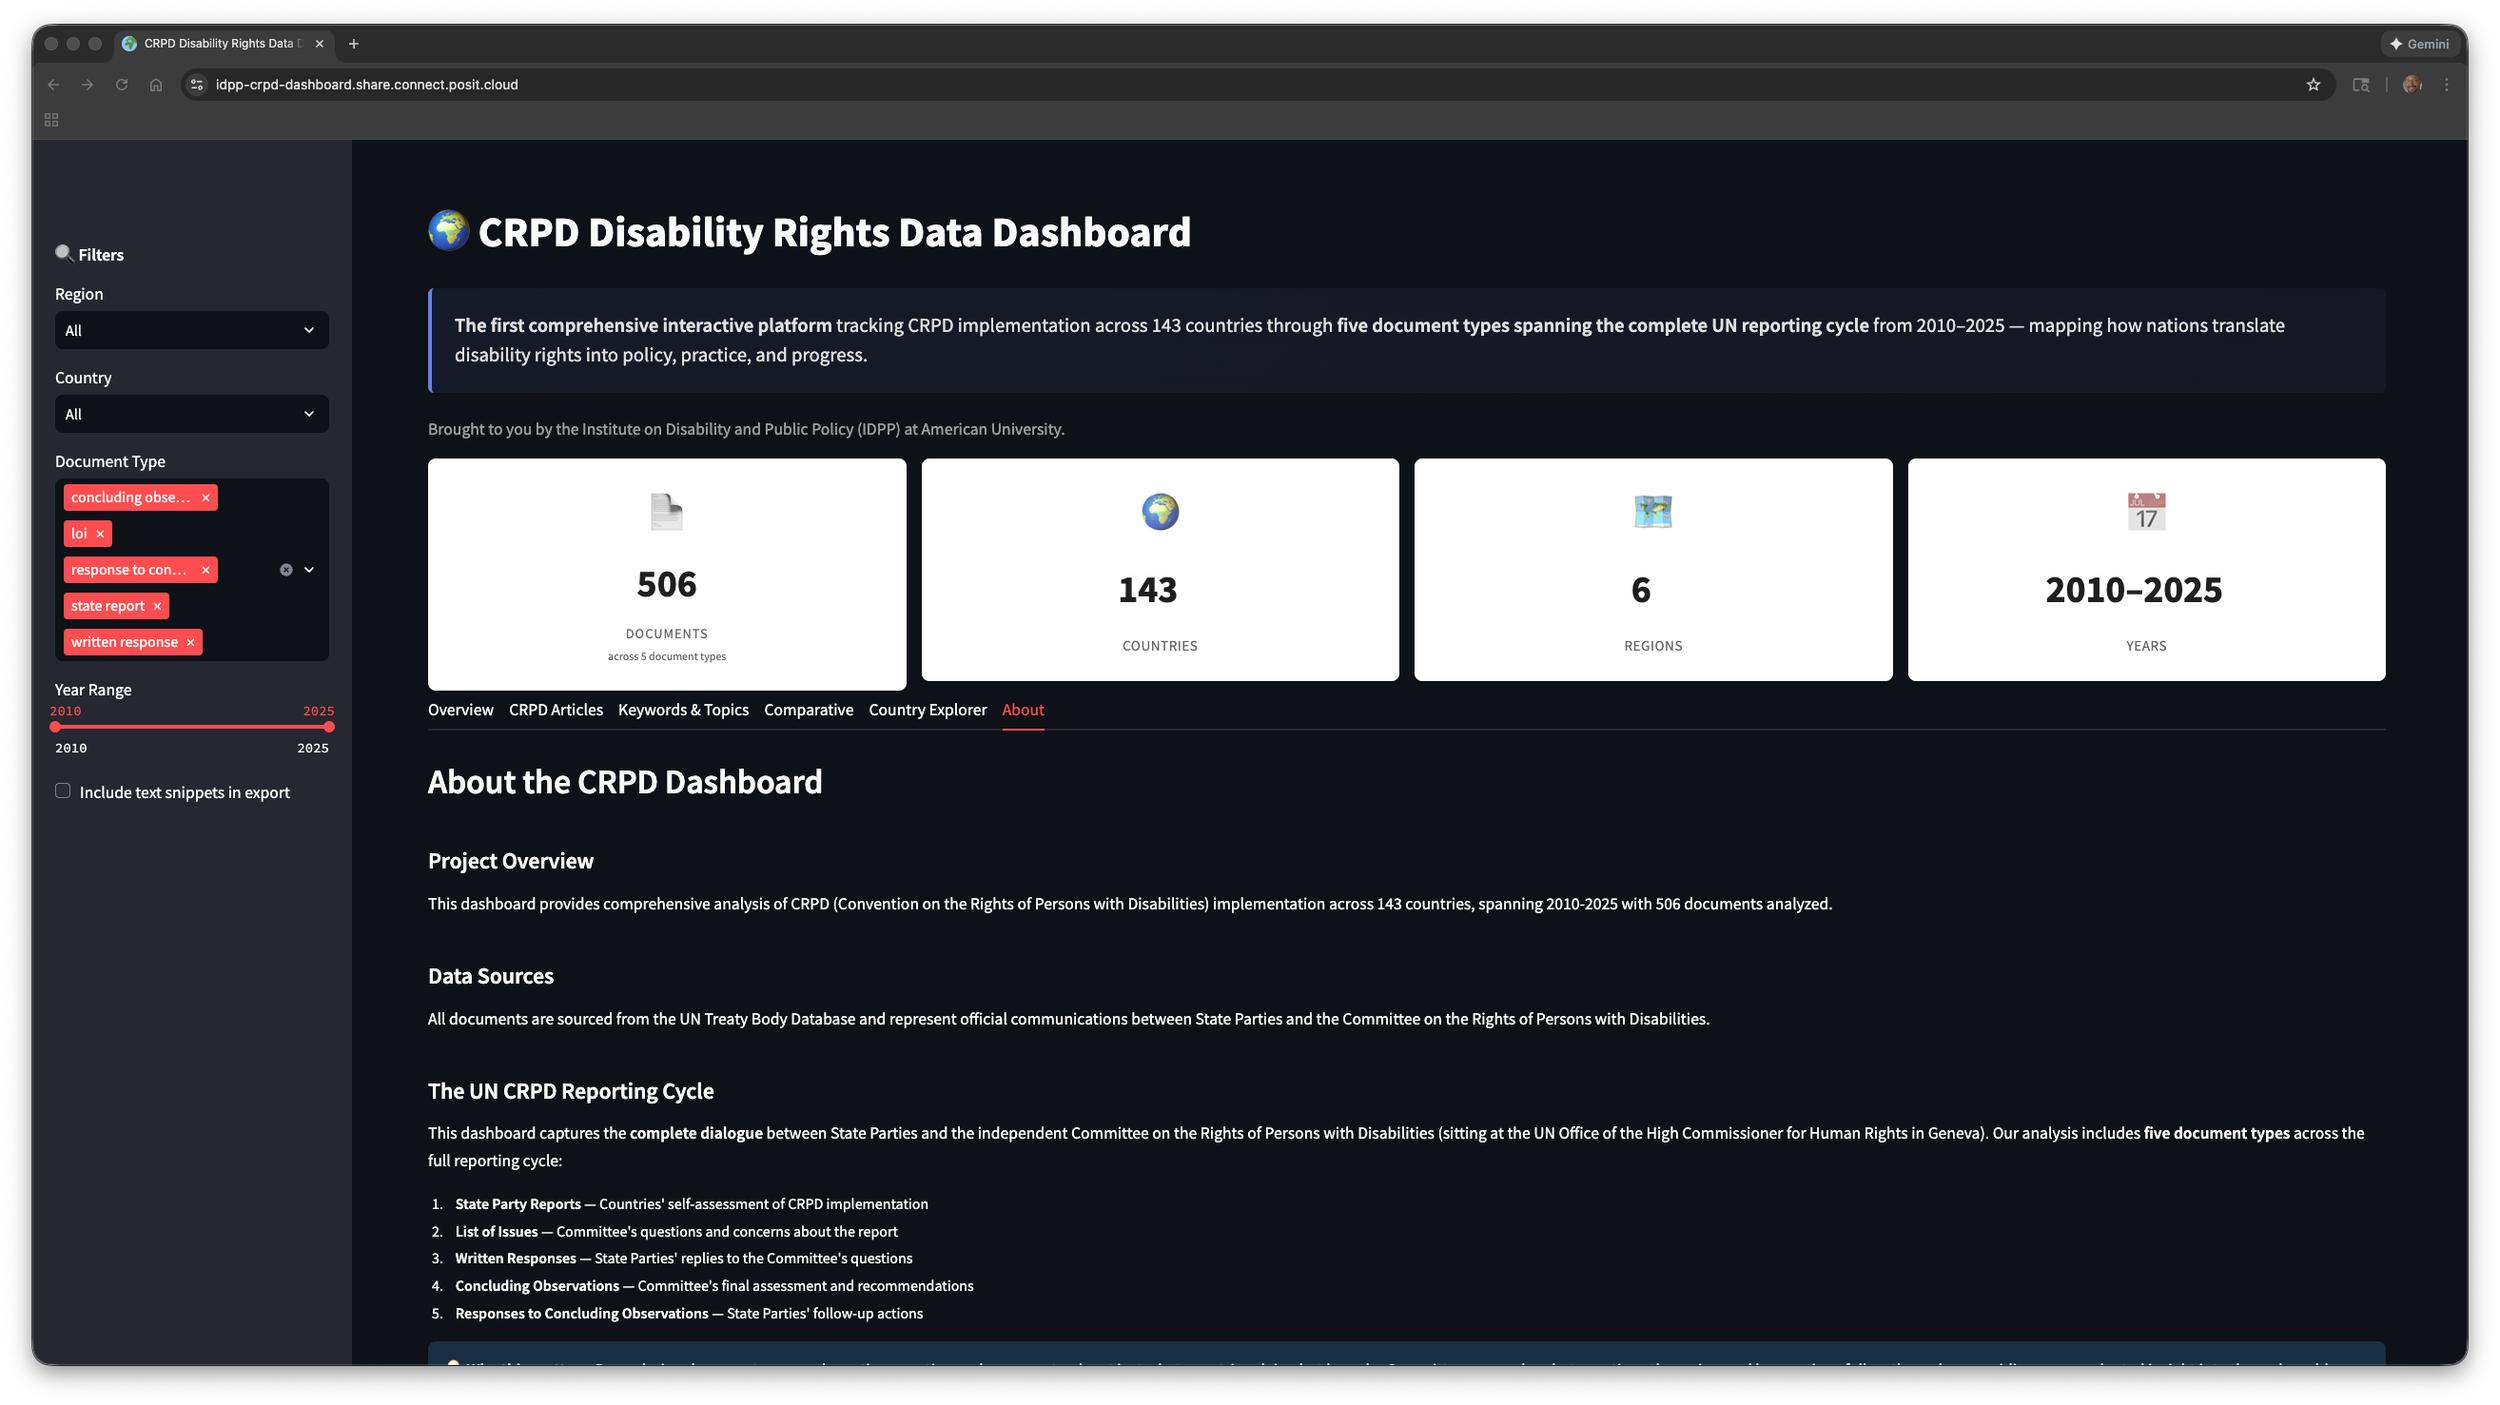 CRPD Disability Rights Data D
Gemini
idpp-crpd-dashboard.share.connect.posit.cloud
Filters
Region
All
Country
All
Document Type
concluding obse...
loi
response to con...
state report
written response
Year Range
2010 2025
2010 2025
Include text snippets in export
CRPD Disability Rights Data Dashboard
The first comprehensive interactive platform tracking CRPD implementation across 143 countries through five document types spanning the complete UN reporting cycle from 2010–2025 — mapping how nations translate
disability rights into policy, practice, and progress.
Brought to you by the Institute on Disability and Public Policy (IDPP) at American University.
506
DOCUMENTS
across 5 document types
143
COUNTRIES
6
REGIONS
JUL
17
2010–2025
YEARS
Overview CRPD Articles Keywords & Topics Comparative Country Explorer About
About the CRPD Dashboard
Project Overview
This dashboard provides comprehensive analysis of CRPD (Convention on the Rights of Persons with Disabilities) implementation across 143 countries, spanning 2010-2025 with 506 documents analyzed.
Data Sources
All documents are sourced from the UN Treaty Body Database and represent official communications between State Parties and the Committee on the Rights of Persons with Disabilities.
The UN CRPD Reporting Cycle
This dashboard captures the complete dialogue between State Parties and the independent Committee on the Rights of Persons with Disabilities (sitting at the UN Office of the High Commissioner for Human Rights in Geneva). Our analysis includes five document types across the
full reporting cycle:
1. State Party Reports — Countries' self-assessment of CRPD implementation
2. List of Issues — Committee's questions and concerns about the report
3. Written Responses — State Parties' replies to the Committee's questions
4. Concluding Observations — Committee's final assessment and recommendations
5. Responses to Concluding Observations — State Parties' follow-up actions